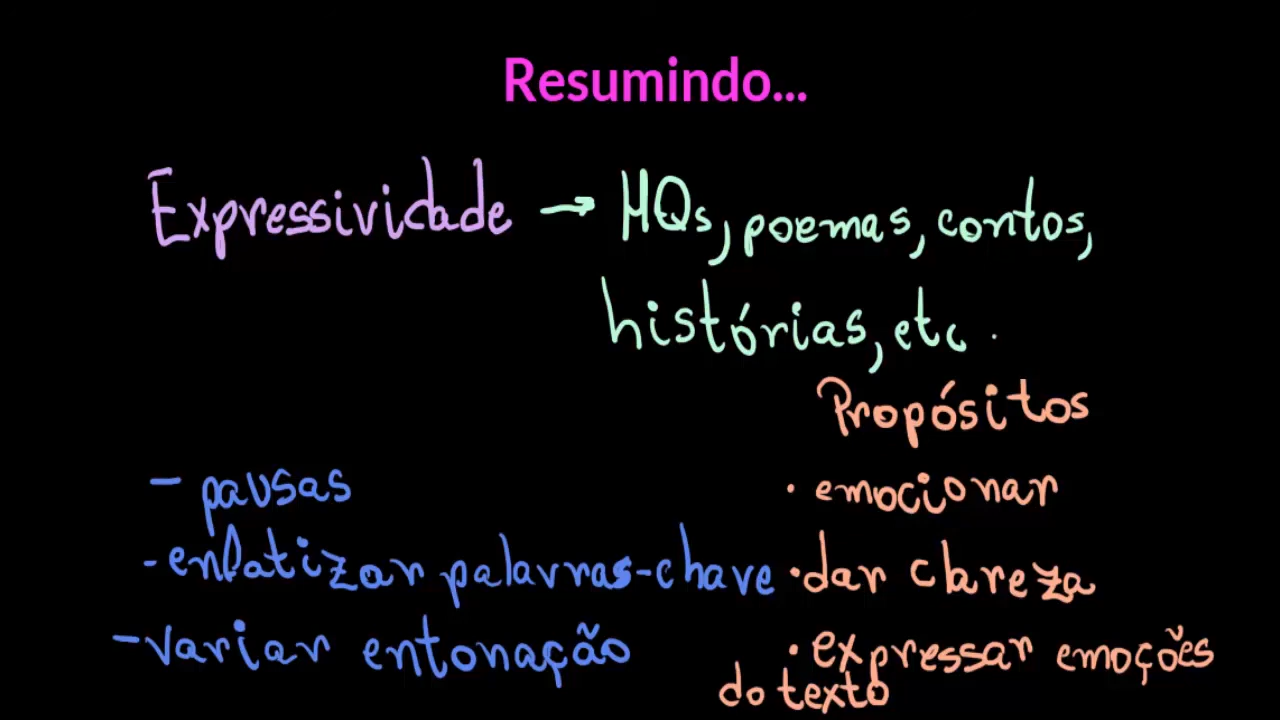 Resumindo...
Expressividade → HQs, poemas, contos,
histórias, etc.
Propósitos
- pausas
- enfatizar palavras-chave
- variar entonação
• emocionar
• dar clareza
• expressar emoções
do texto